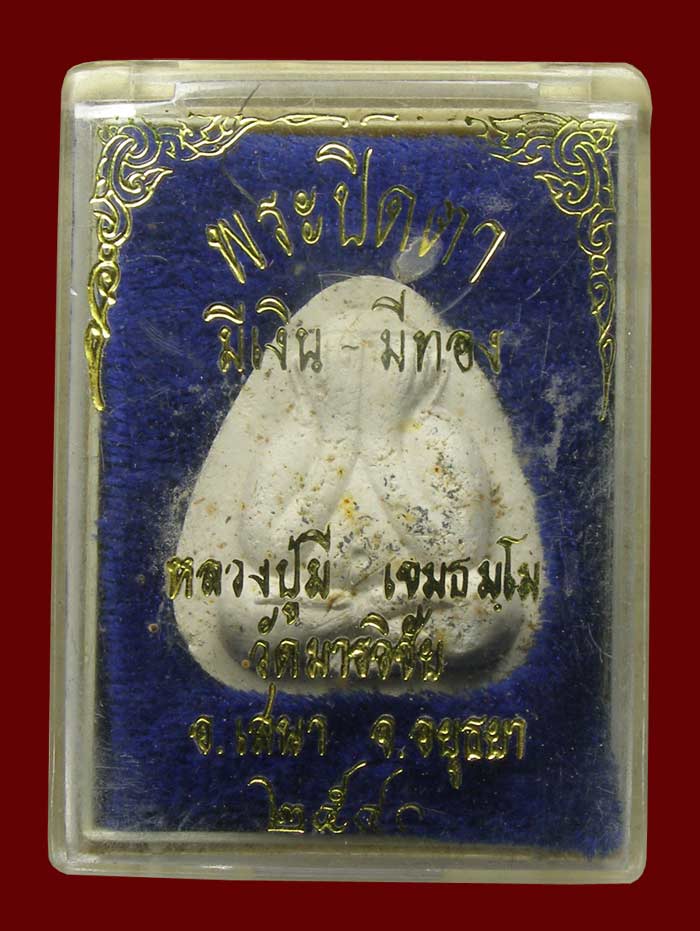 พระปิดตา
มีเงิน - มีทอง
หลวงปู่มี เขมธมฺโม
วัดมารวิชัย
อ.เสนา จ.อยุธยา
๒๕๔๐